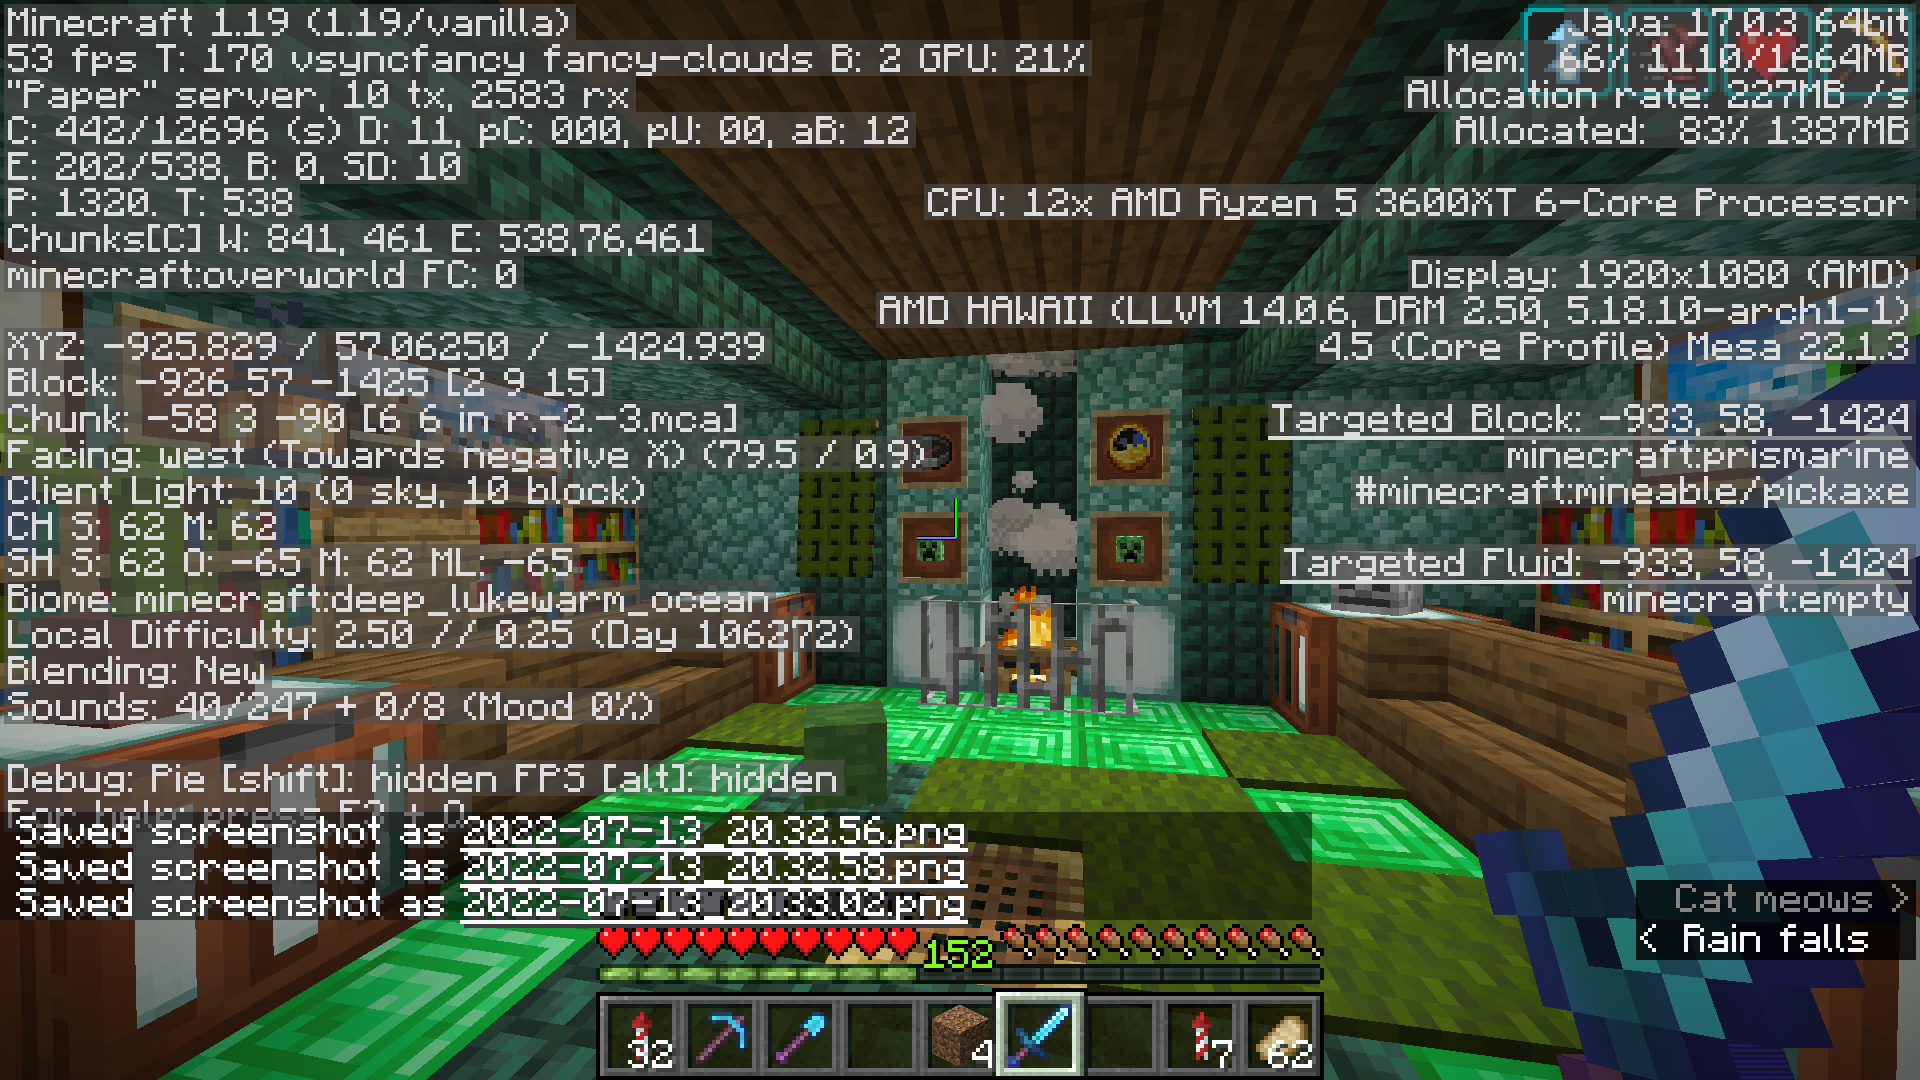 Minecraft 1.19 (1.19/vanilla)
53 fps T: 170 vsyncfancy fancy-clouds B: 2 GPU: 21%
"Paper" server, 10 tx, 2583 rx
C: 442/12696 (s) D: 11, pC: 000, pU: 00, aB: 12
E: 202/538, B: 0, SD: 10
P: 1320. T: 538
Chunks[C] W: 841, 461 E: 538,76,461
minecraft:overworld FC: 0
XYZ: -925.829 / 57.06250 / -1424.939
Block: -926 57 -1425 [2 9 15]
Chunk: -58 3 -90 [6 6 in r.-2.-3.mca]
Facing: west (Towards negative X) (79.5 / 0.9)
Client Light: 10 (0 sky, 10 block)
CH S: 62 M: 62
SH S: 62 O: -65 M: 62 ML: -65
Biome: minecraft:deep_lukewarm_ocean
Local Difficulty: 2.50 // 0.25 (Day 106272)
Blending: New
Sounds: 40/247 + 0/8 (Mood 0%)
Debug: Pie [shift]: hidden FPS [alt]: hidden
For help: press F3 + Q
Saved screenshot as 2022-07-13_20.32.56.png
Saved screenshot as 2022-07-13_20.32.58.png
Saved screenshot as 2022-07-13_20.33.02.png
Java: 17.0.3 64bit
Mem: 66% 1110/1664MB
Allocation rate: 227MB /s
Allocated: 83% 1387MB
CPU: 12x AMD Ryzen 5 3600XT 6-Core Processor
Display: 1920x1080 (AMD)
AMD HAWAII (LLVM 14.0.6, DRM 2.50, 5.18.10-arch1-1)
4.5 (Core Profile) Mesa 22.1.3
Targeted Block: -933, 58, -1424
minecraft:prismarine
#minecraft:mineable/pickaxe
Targeted Fluid: -933, 58, -1424
minecraft:empty
Cat meows >
< Rain falls
152
32
4
7
62